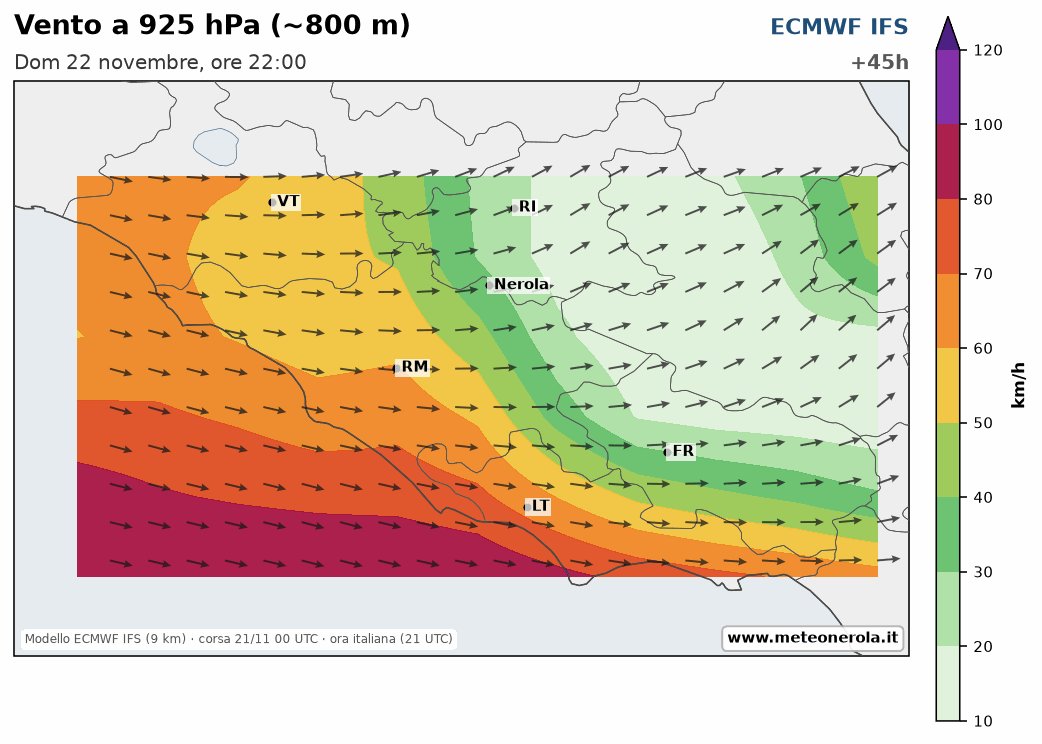 Vento a 925 hPa (~800 m)
ECMWF IFS
Dom 22 novembre, ore 22:00
+45h
VT
RI
Nerola
RM
FR
LT
Modello ECMWF IFS (9 km) · corsa 21/11 00 UTC · ora italiana (21 UTC)
www.meteonerola.it
120
100
80
70
60
50
40
30
20
10
km/h